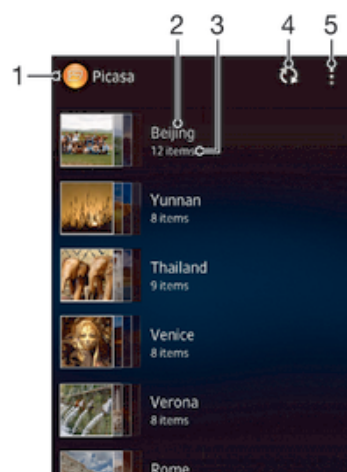 2 3 4 5
1 Picasa
Beijing
12 items
Yunnan
8 items
Thailand
9 items
Venice
8 items
Verona
8 items
Rome